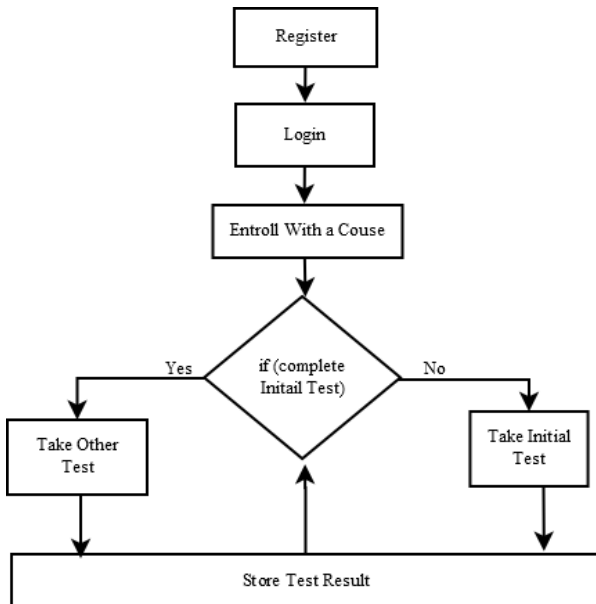 Register
Login
Entroll With a Couse
if (complete
Initail Test)
Yes
No
Take Other
Test
Take Initial
Test
Store Test Result